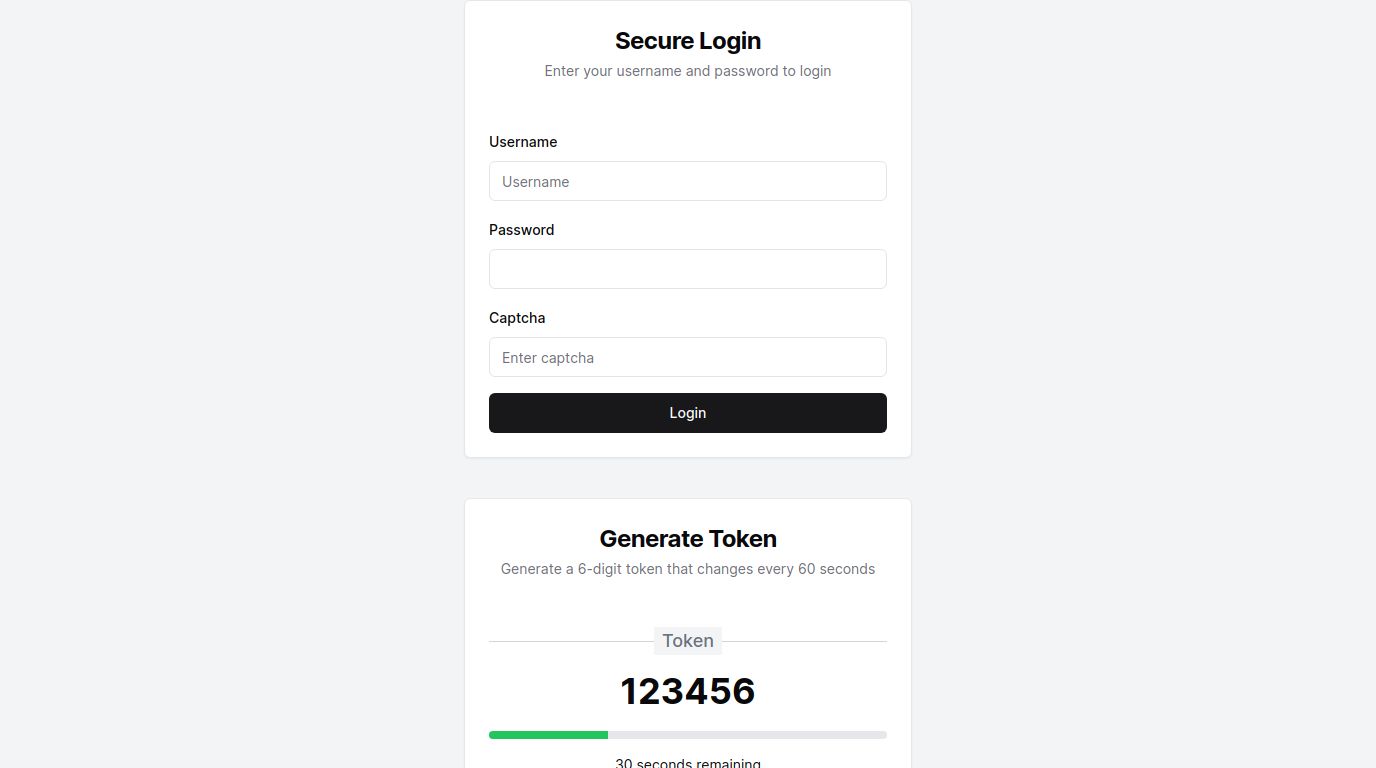 Secure Login
Enter your username and password to login
Username
Username
Password
Captcha
Enter captcha
Login
Generate Token
Generate a 6-digit token that changes every 60 seconds
Token
123456
30 seconds remaining